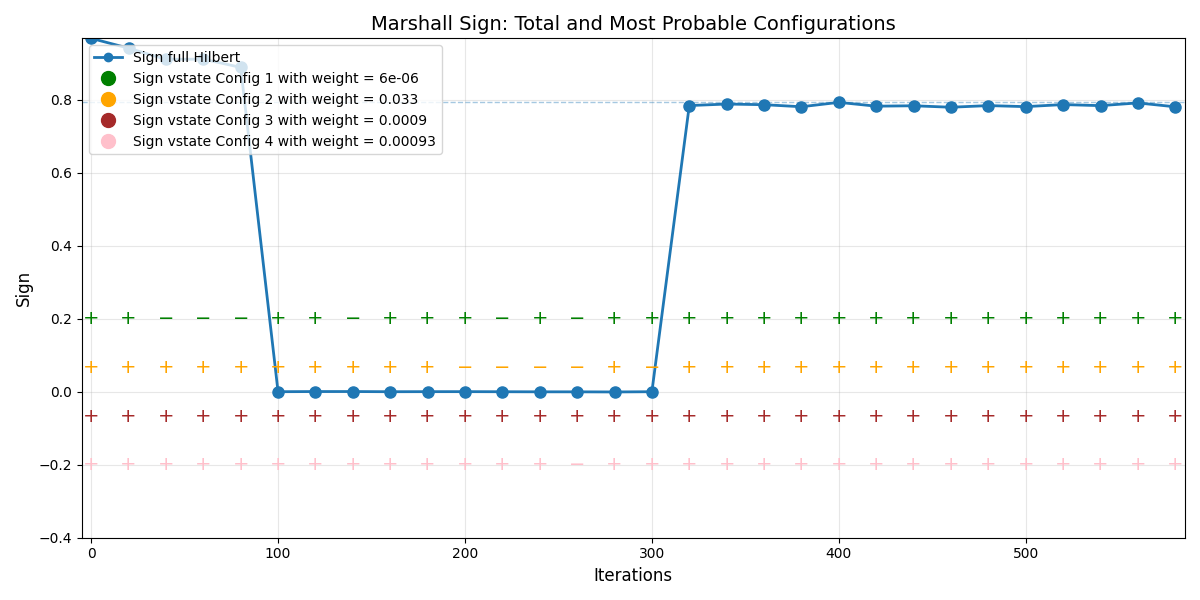 Marshall Sign: Total and Most Probable Configurations
Sign full Hilbert
Sign vstate Config 1 with weight = 6e-06
Sign vstate Config 2 with weight = 0.033
Sign vstate Config 3 with weight = 0.0009
Sign vstate Config 4 with weight = 0.00093
Sign
0.8
0.6
0.4
0.2
0.0
−0.2
−0.4
+ + − − − + + − + + + − + − + + + + + + + + + + + + + + + +
+ + + + + + + + + + − − − − + − + + + + + + + + + + + + + +
+ + + + + + + + + + + + + + + + + + + + + + + + + + + + + +
+ + + + + + + + + + + + + − + + + + + + + + + + + + + + + +
0 100 200 300 400 500
Iterations